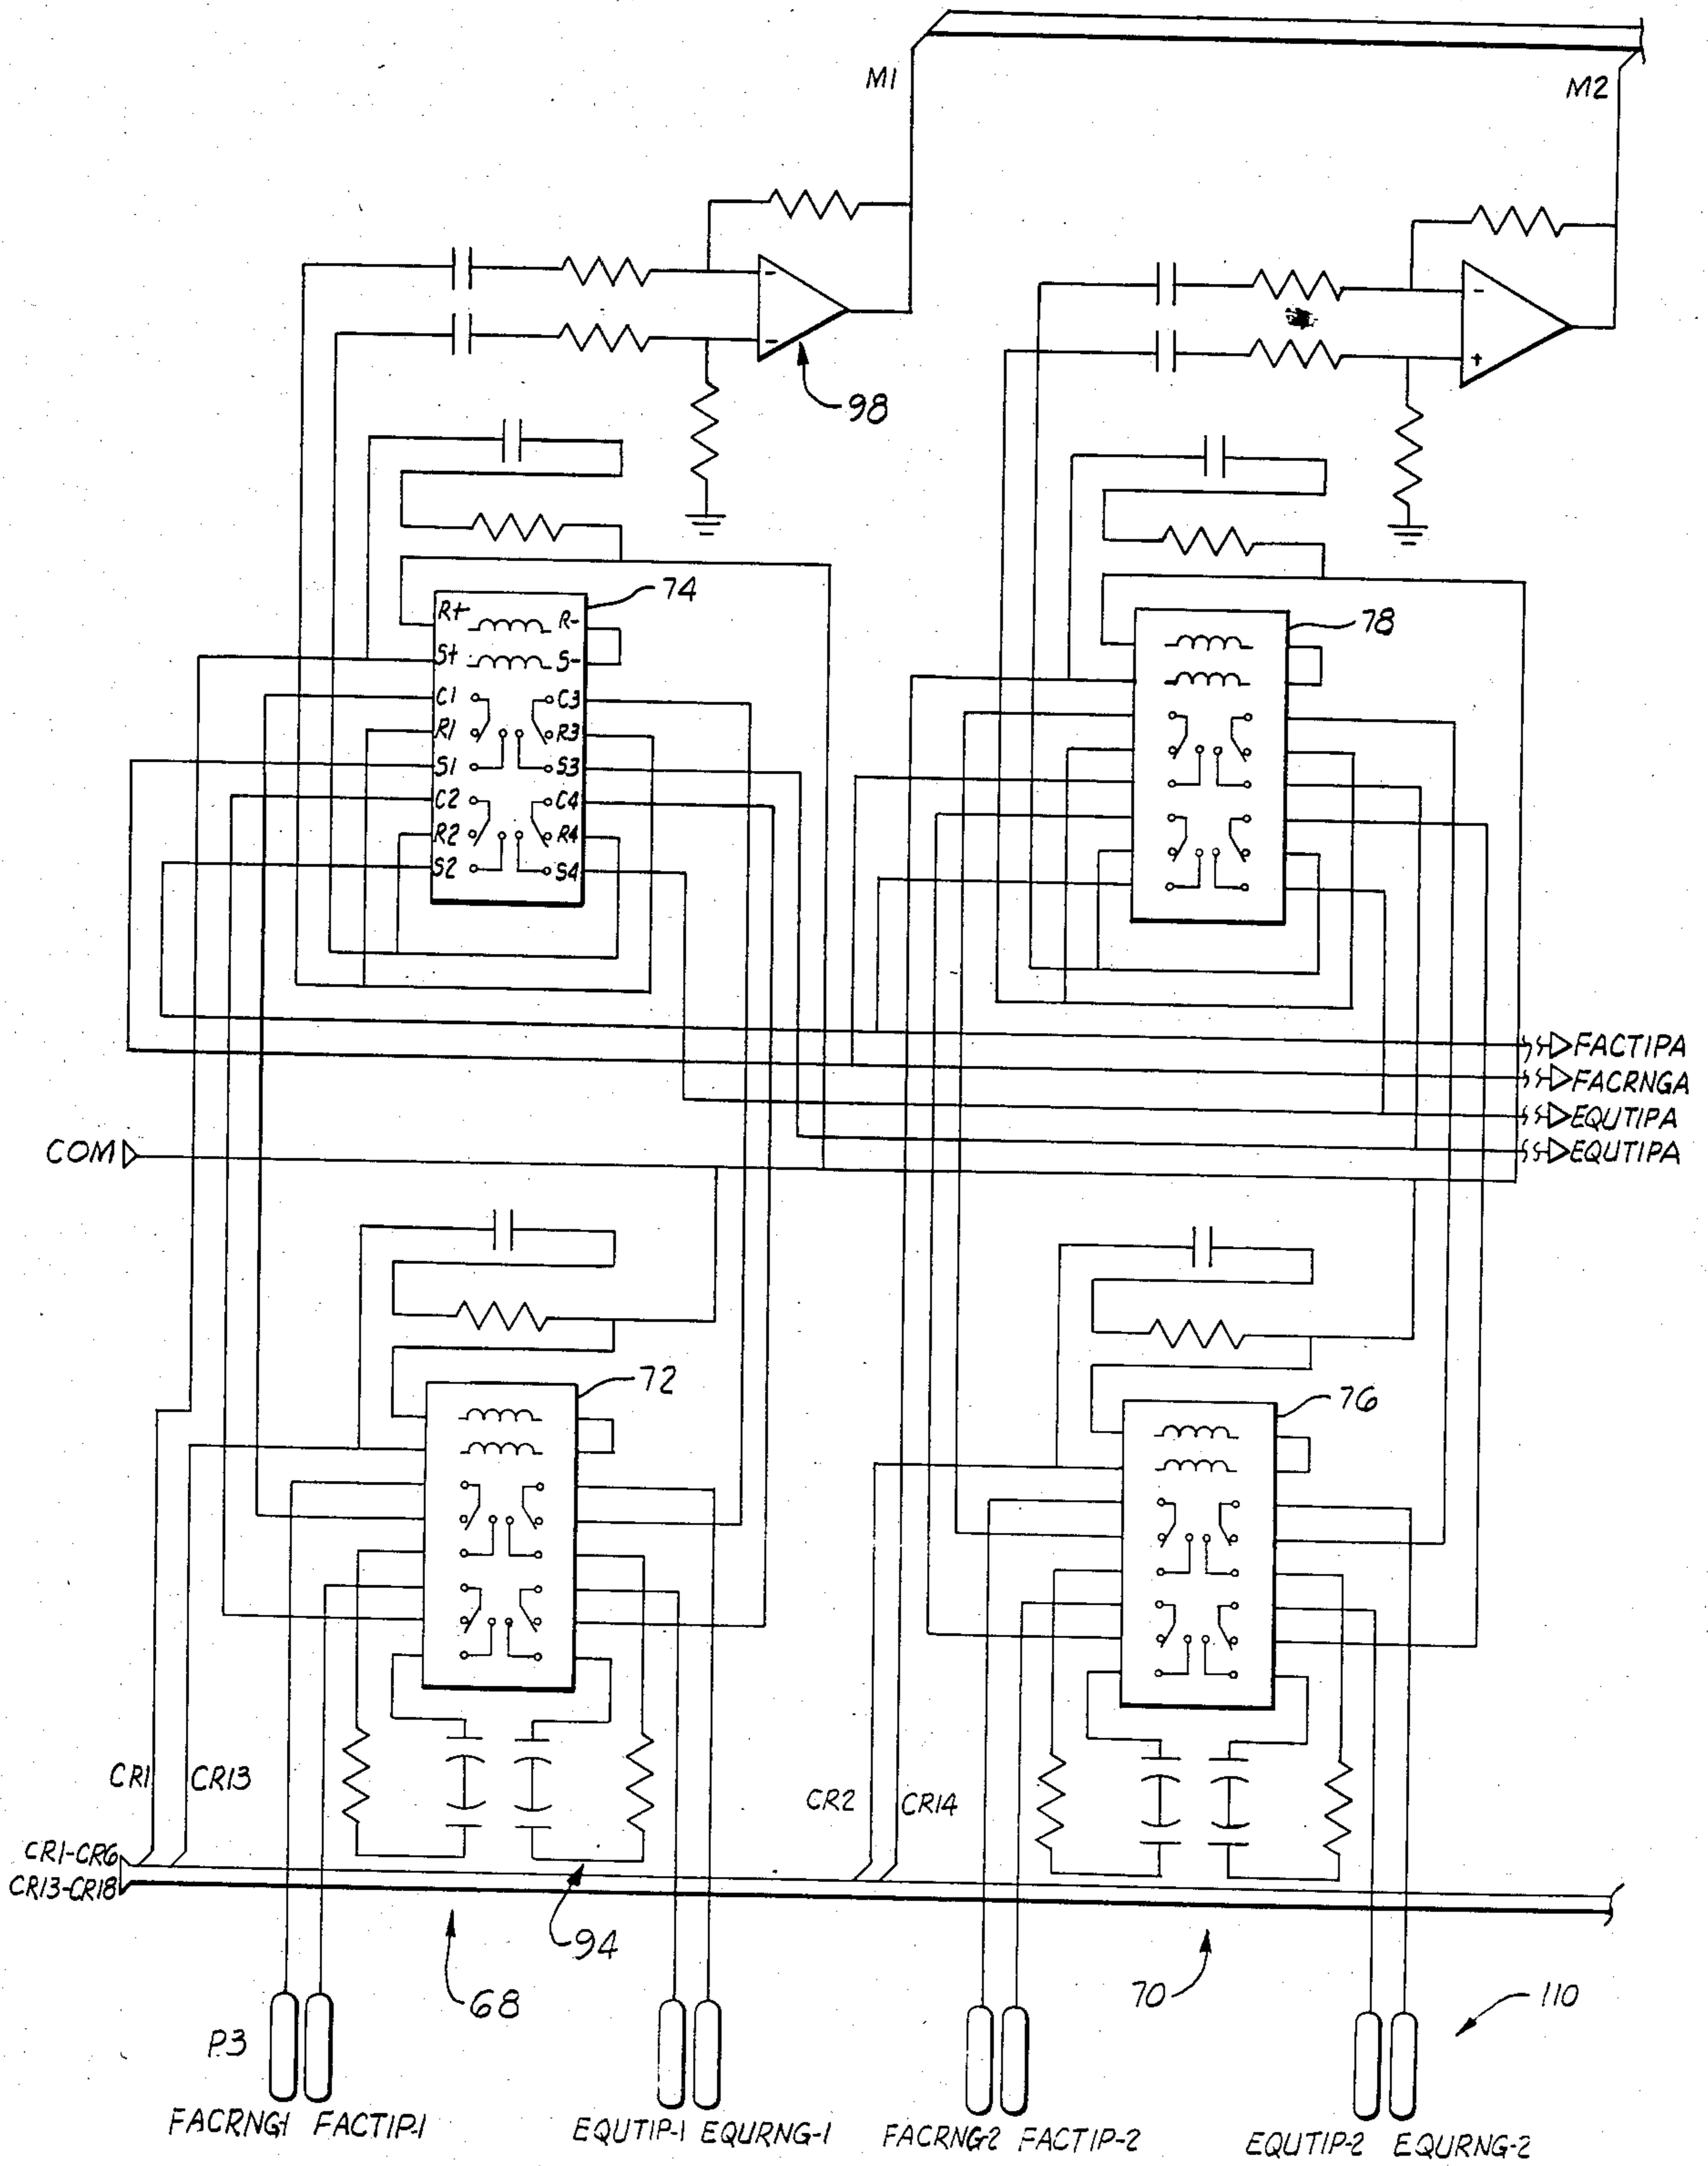 M1
M2
-
-
98
-
+
74
R+ R-
S+ S-
C1 C3
R1 R3
S1 S3
C2 C4
R2 R4
S2 S4
78
FACTIPA
FACRNGA
EQUTIPA
EQUTIPA
COM
72
76
CR1 CR13
CR2 CR14
CR1-CR6
CR13-CR18
94
68
70
110
P3
FACRNG1 FACTIP-1
EQUTIP-1 EQURNG-1
FACRNG-2 FACTIP-2
EQUTIP-2 EQURNG-2